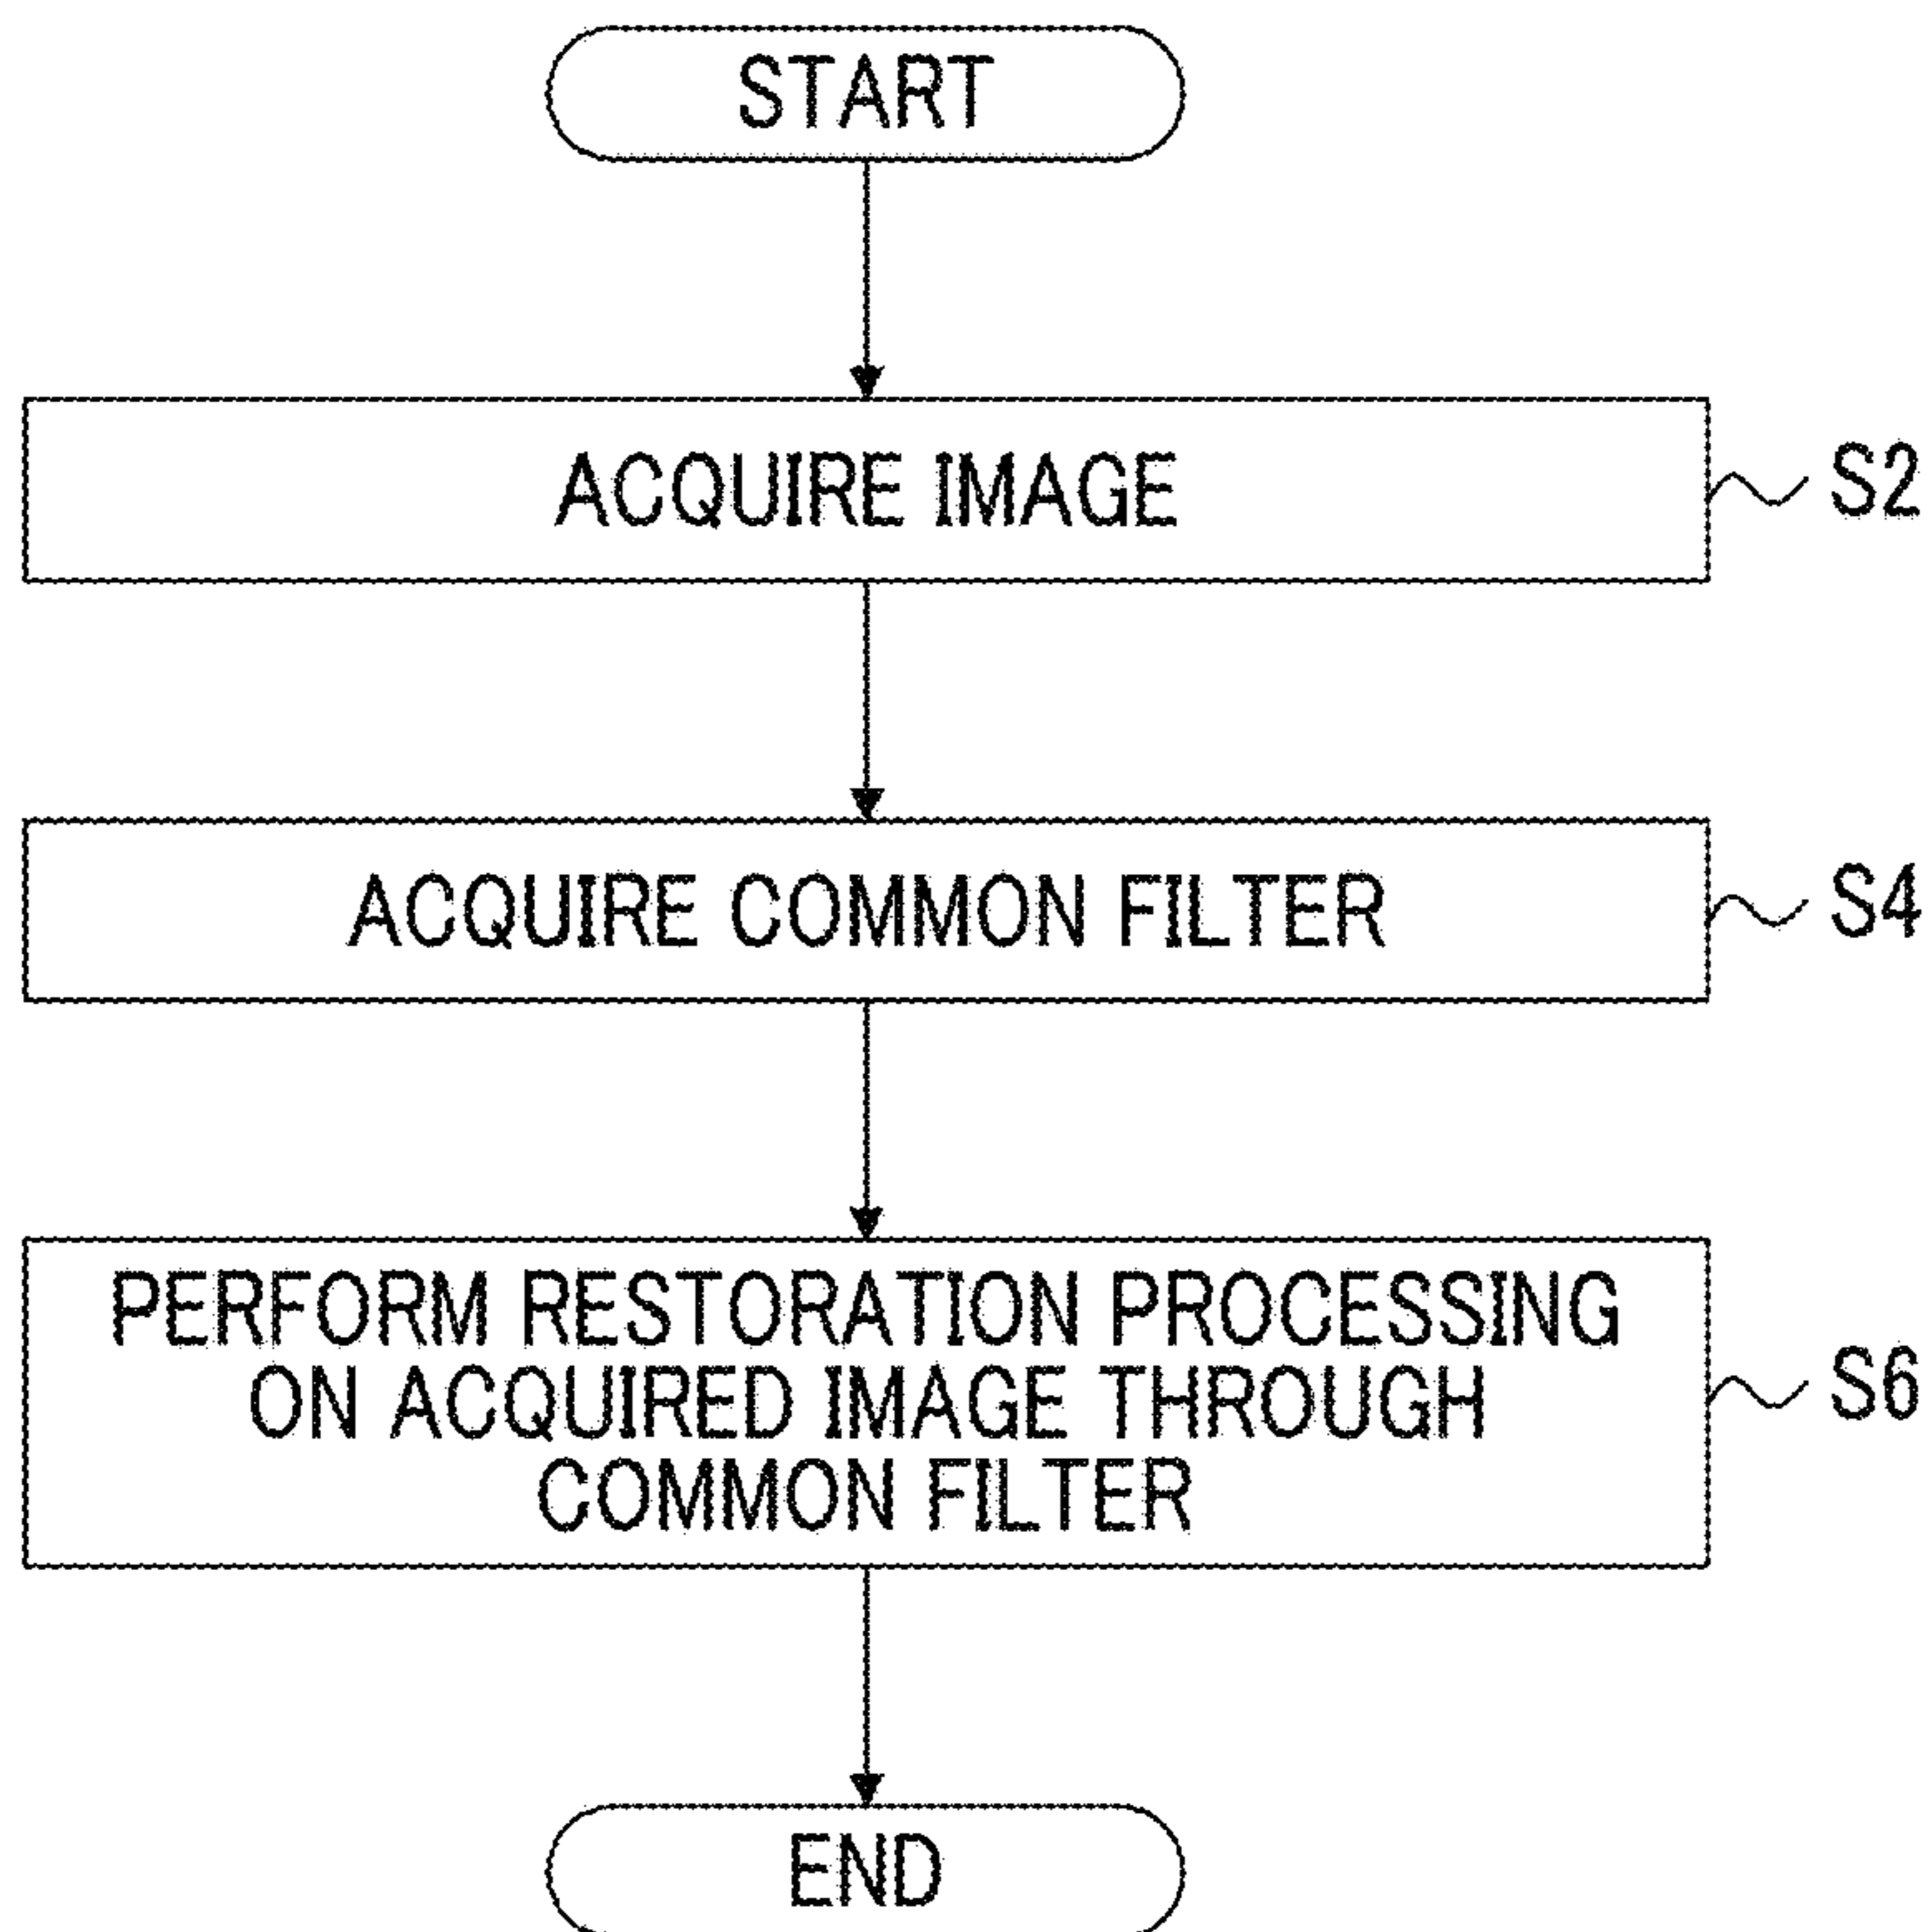 START
ACQUIRE IMAGE
S2
ACQUIRE COMMON FILTER
S4
PERFORM RESTORATION PROCESSING
ON ACQUIRED IMAGE THROUGH
COMMON FILTER
S6
END